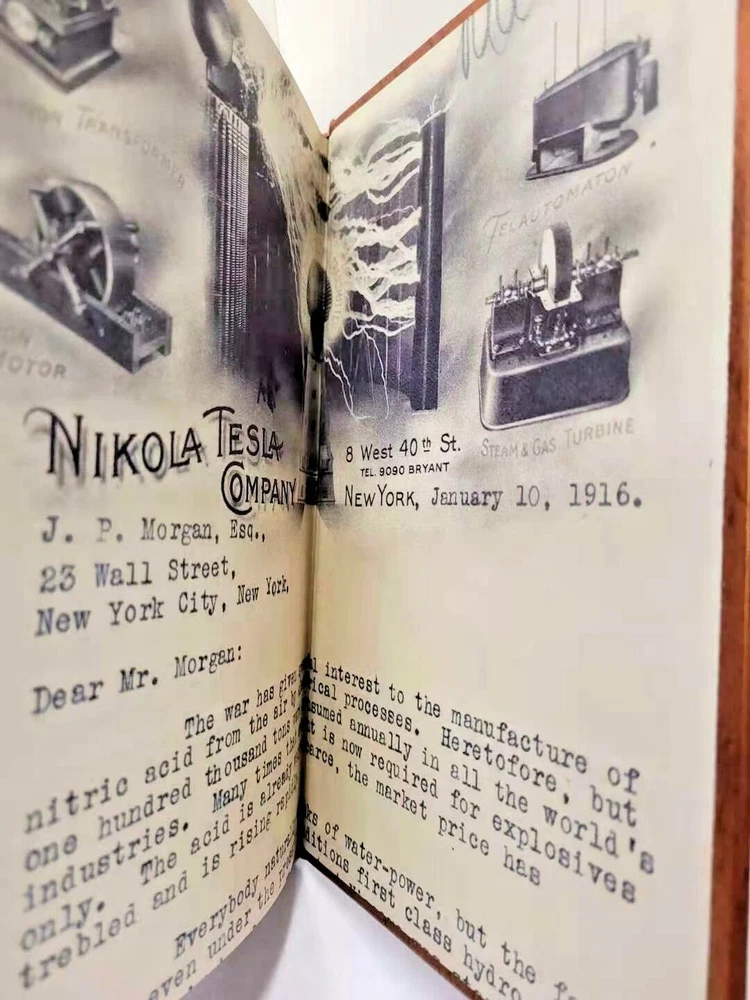 TRANSFORMER
TELAUTOMATON
MOTOR
STEAM & GAS TURBINE
NIKOLA TESLA
COMPANY
8 West 40th St.
TEL. 9090 BRYANT
NEW YORK, January 10, 1916.
J. P. Morgan, Esq.,
23 Wall Street,
New York City, New York,
Dear Mr. Morgan:
The war has given interest to the manufacture of
nitric acid from the air by processes. Heretofore, but
one hundred thousand tons annually in all the world's
industries. Many times is now required for explosives
only. The acid is already the market price has
trebled and is rising
Everybody of water-power, but the
even under the first class hydro